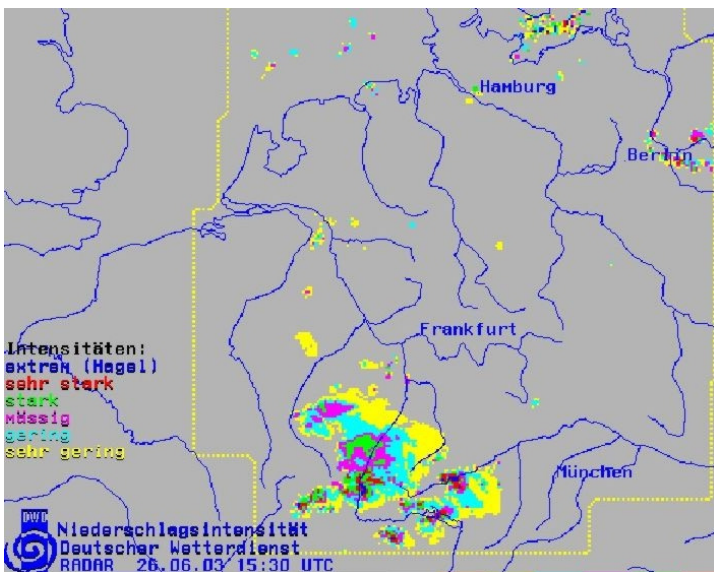 Hamburg
Berlin
Frankfurt
Intensitäten:
extrem (Hagel)
sehr stark
stark
mässig
gering
sehr gering
München
DWD
Niederschlagsintensität
Deutscher Wetterdienst
RADAR 26.06.03 15:30 UTC